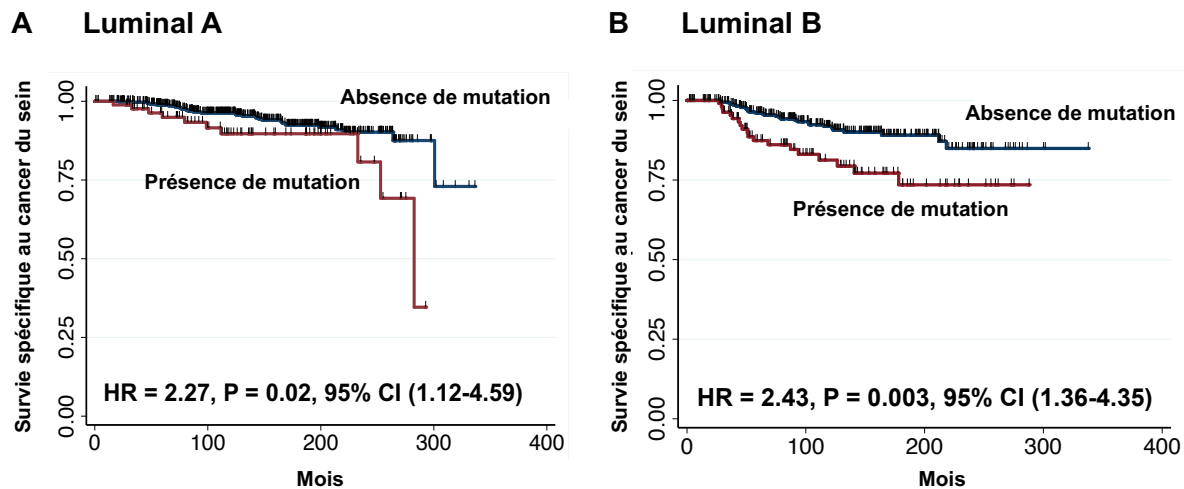 A Luminal A
Survie spécifique au cancer du sein
1.00
0.75
0.50
0.25
0.00
Absence de mutation
Présence de mutation
HR = 2.27, P = 0.02, 95% CI (1.12-4.59)
0 100 200 300 400
Mois
B Luminal B
Survie spécifique au cancer du sein
1.00
0.75
0.50
0.25
0.00
Absence de mutation
Présence de mutation
HR = 2.43, P = 0.003, 95% CI (1.36-4.35)
0 100 200 300 400
Mois